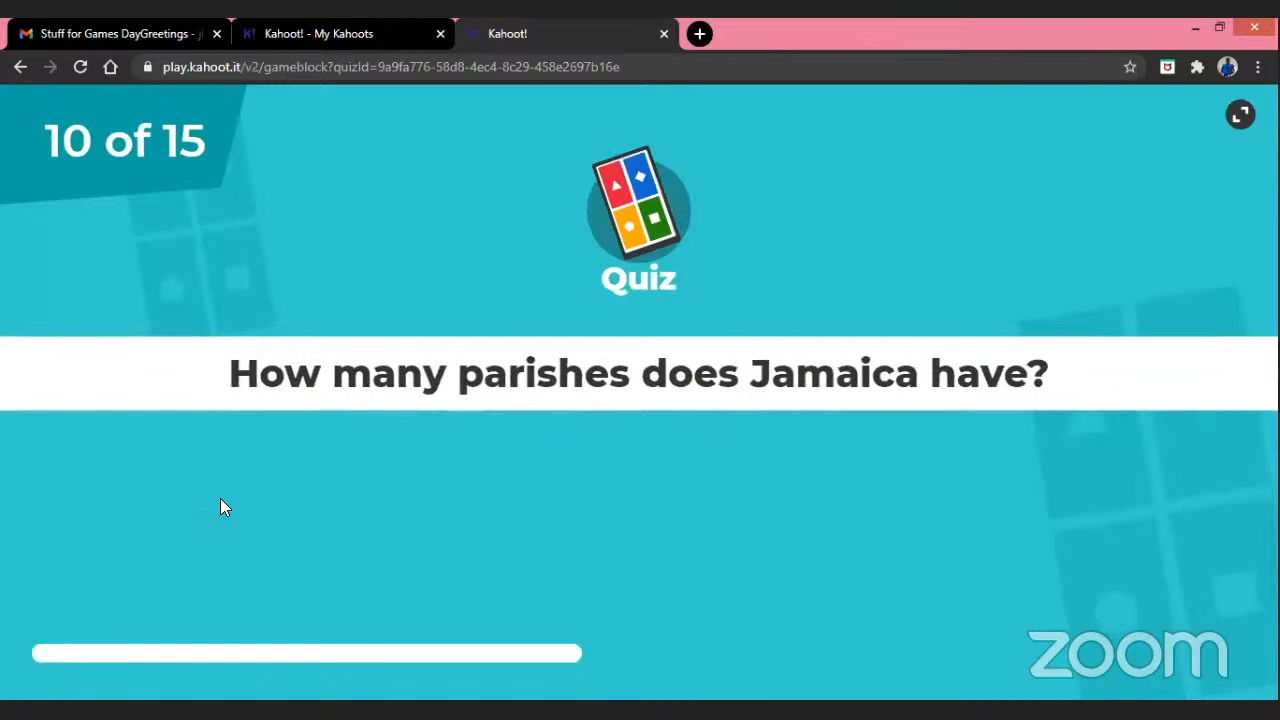 Stuff for Games DayGreetings - ji
Kahoot! - My Kahoots
K! Kahoot!
play.kahoot.it/v2/gameblock?quizId=9a9fa776-58d8-4ec4-8c29-458e2697b16e
10 of 15
Quiz
How many parishes does Jamaica have?
zoom